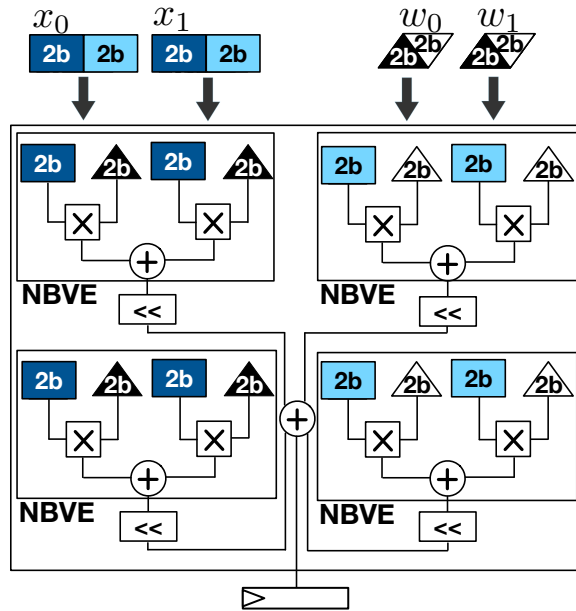 x0 x1 w0 w1
2b 2b 2b 2b 2b 2b 2b 2b
2b 2b 2b 2b 2b 2b 2b 2b
× × × ×
+ +
NBVE NBVE
<< <<
2b 2b 2b 2b 2b 2b 2b 2b
+
× × × ×
+ +
NBVE NBVE
<< <<